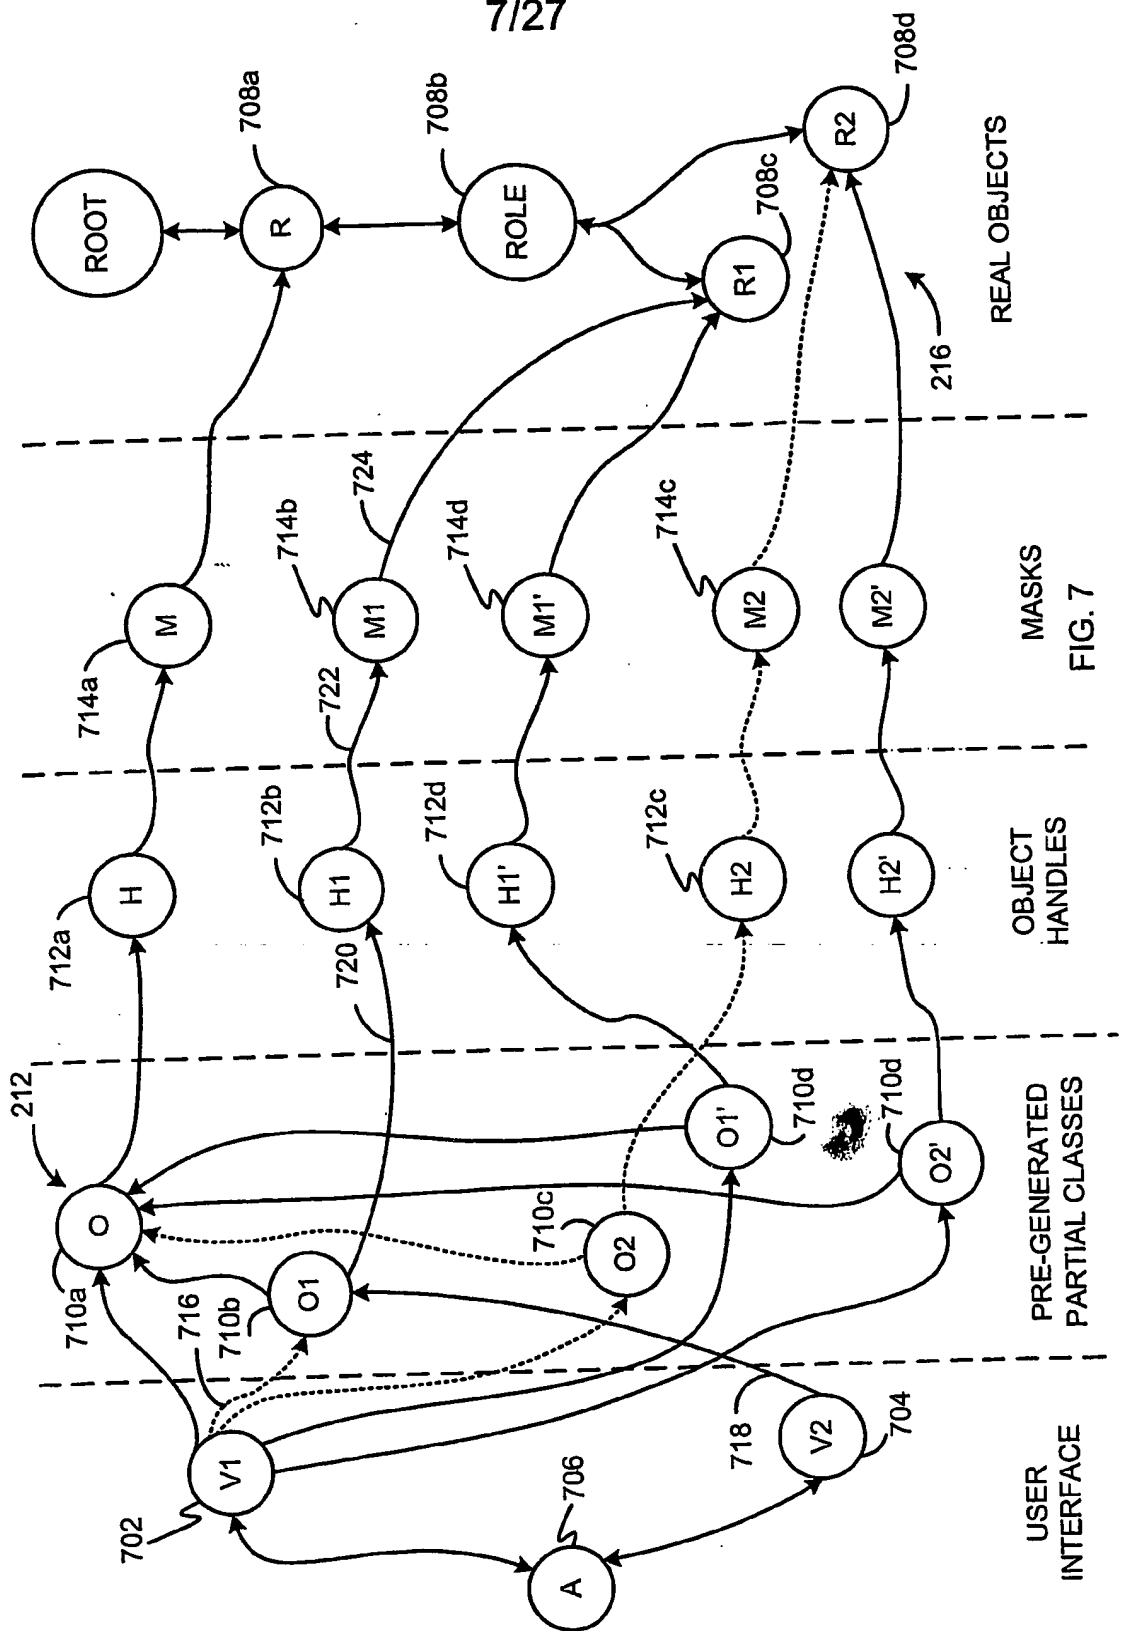 7/27
212
710a
O
712a
H
714a
M
ROOT
R
708a
702
V1
716
710b
O1
720
712b
H1
722
714b
M1
724
ROLE
708b
712d
H1'
714d
M1'
R1
708c
A
706
710c
O2
712c
H2
714c
M2
R2
708d
718
V2
704
O1'
710d
710d
O2'
H2'
M2'
216
USER
INTERFACE
PRE-GENERATED
PARTIAL CLASSES
OBJECT
HANDLES
MASKS
REAL OBJECTS
FIG. 7